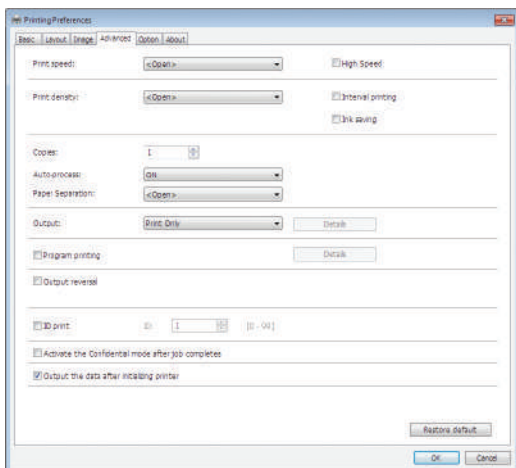 Printing Preferences
Basic Layout Image Advanced Option About
Print speed: <Open> High Speed
Print density: <Open> Interval printing
Ink saving
Copies: 1
Auto-process: ON
Paper Separation: <Open>
Output: Print Only Details
Program printing Details
Output reversal
ID print ID: 1 [0 - 99]
Activate the Confidential mode after job completes
Output the data after initializing printer
Restore default
OK Cancel